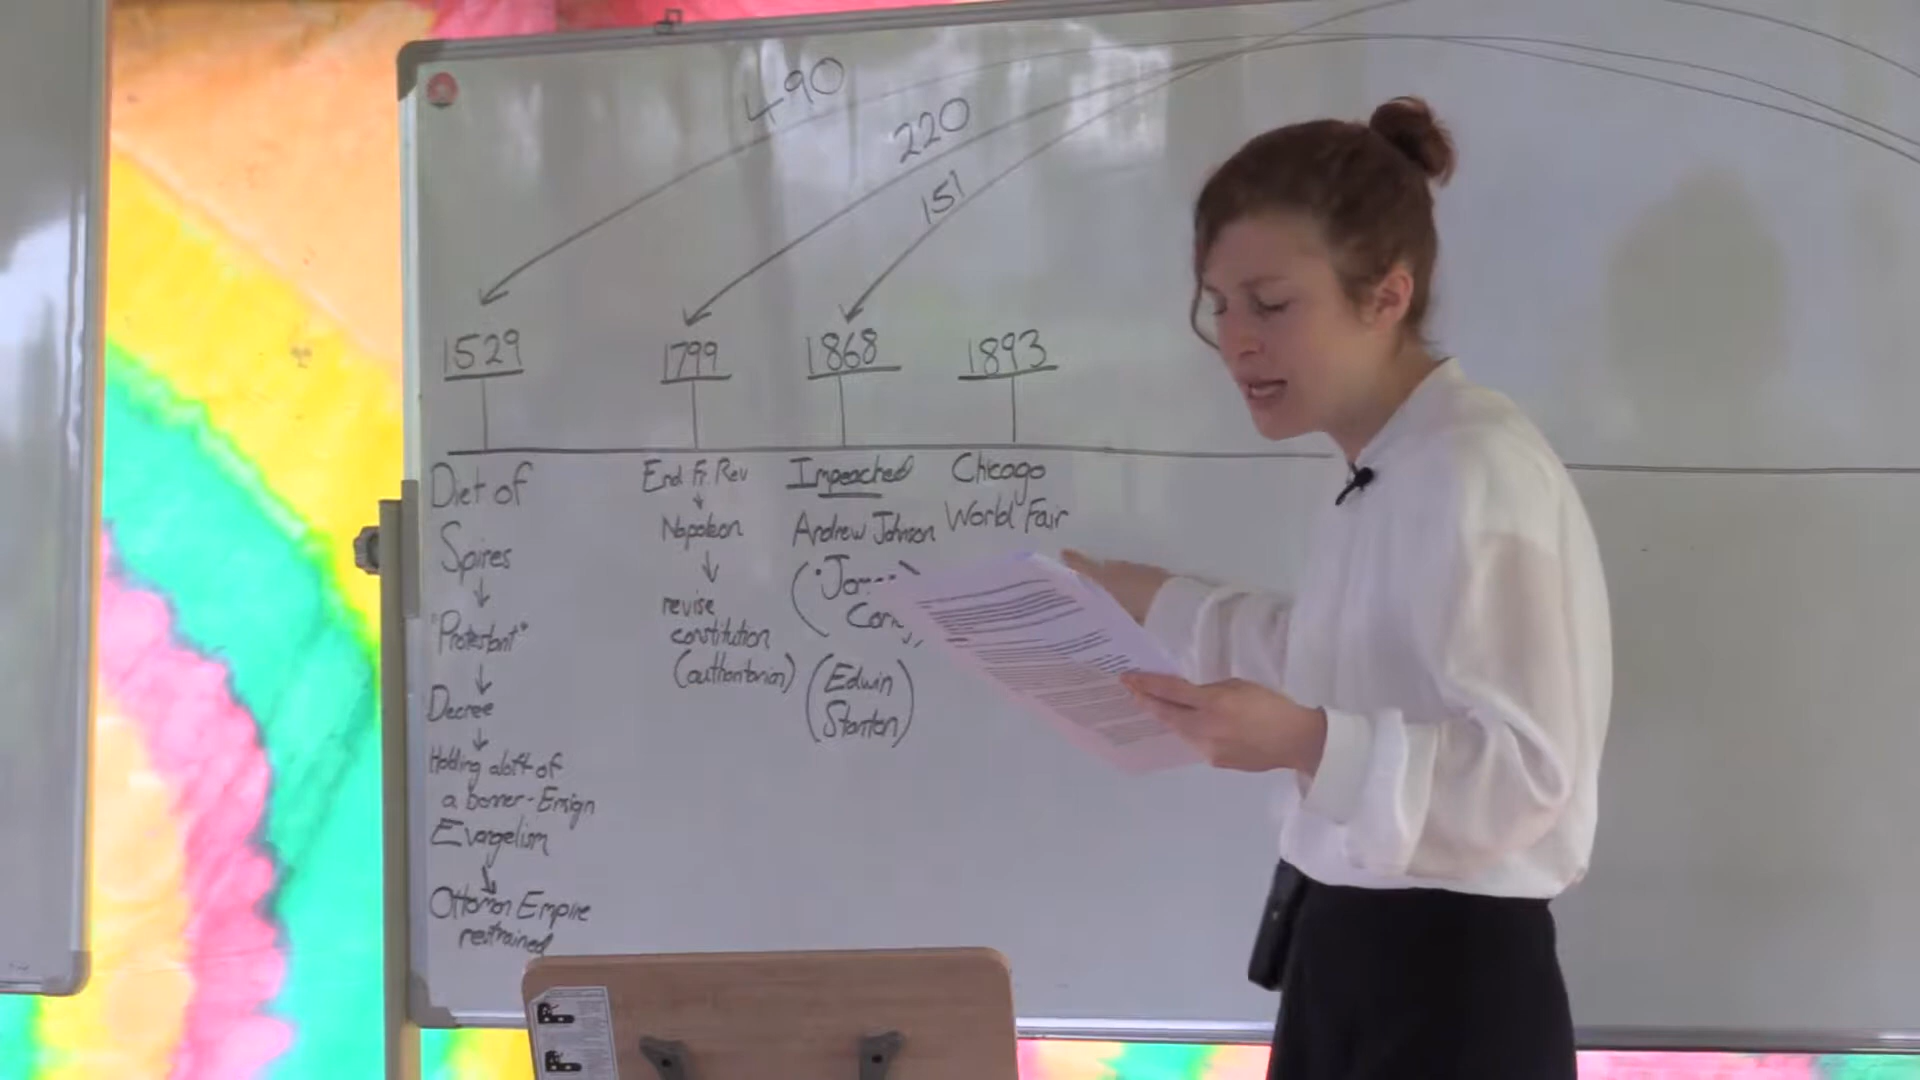 490
220
151
1529
1799
1868
1893
Diet of
Spires
↓
"Protestant"
↓
Decree
↓
Holding aloft of
a banner - Ensign
Evangelism
↓
Ottoman Empire
restrained
End Fr. Rev
↓
Napoleon
↓
revise
constitution
(authoritarian)
Impeached
Andrew Johnson
(Edwin
Stanton)
Chicago
World Fair